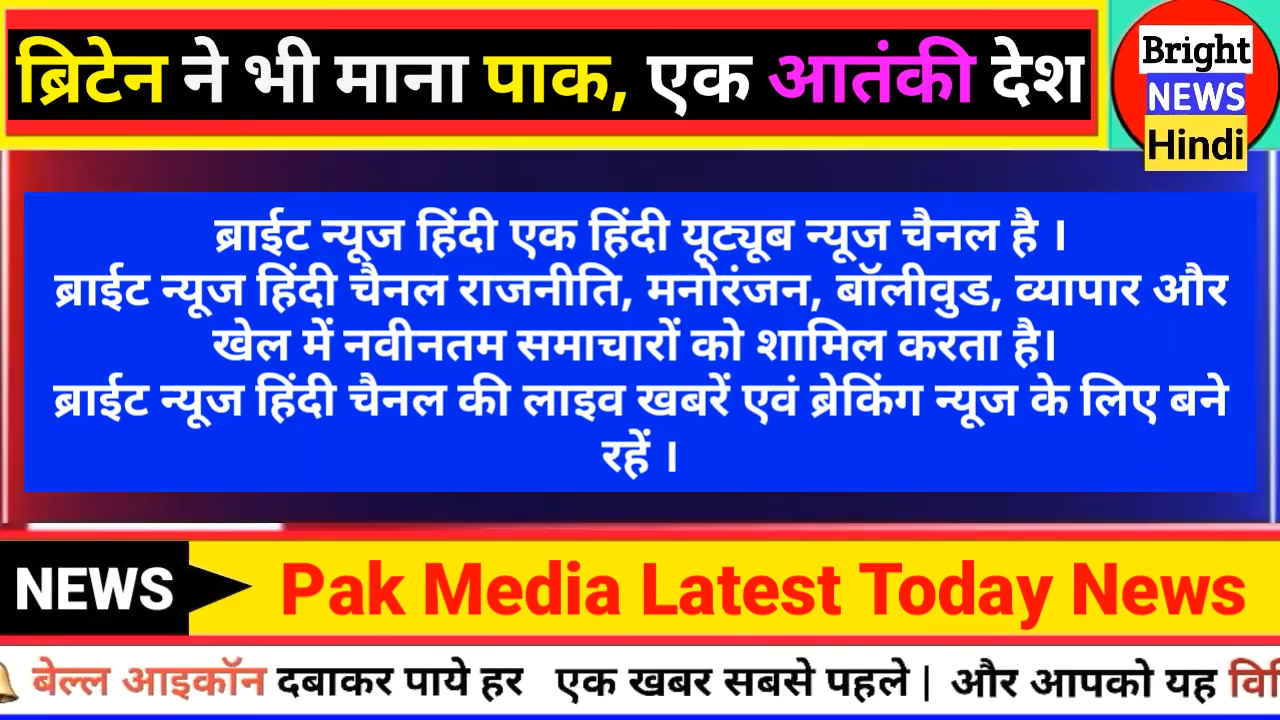 ब्रिटेन ने भी माना पाक, एक आतंकी देश
Bright
NEWS
Hindi
ब्राईट न्यूज हिंदी एक हिंदी यूट्यूब न्यूज चैनल है ।
ब्राईट न्यूज हिंदी चैनल राजनीति, मनोरंजन, बॉलीवुड, व्यापार और
खेल में नवीनतम समाचारों को शामिल करता है।
ब्राईट न्यूज हिंदी चैनल की लाइव खबरें एवं ब्रेकिंग न्यूज के लिए बने
रहें ।
NEWS
Pak Media Latest Today News
बेल्ल आइकॉन दबाकर पाये हर एक खबर सबसे पहले | और आपको यह